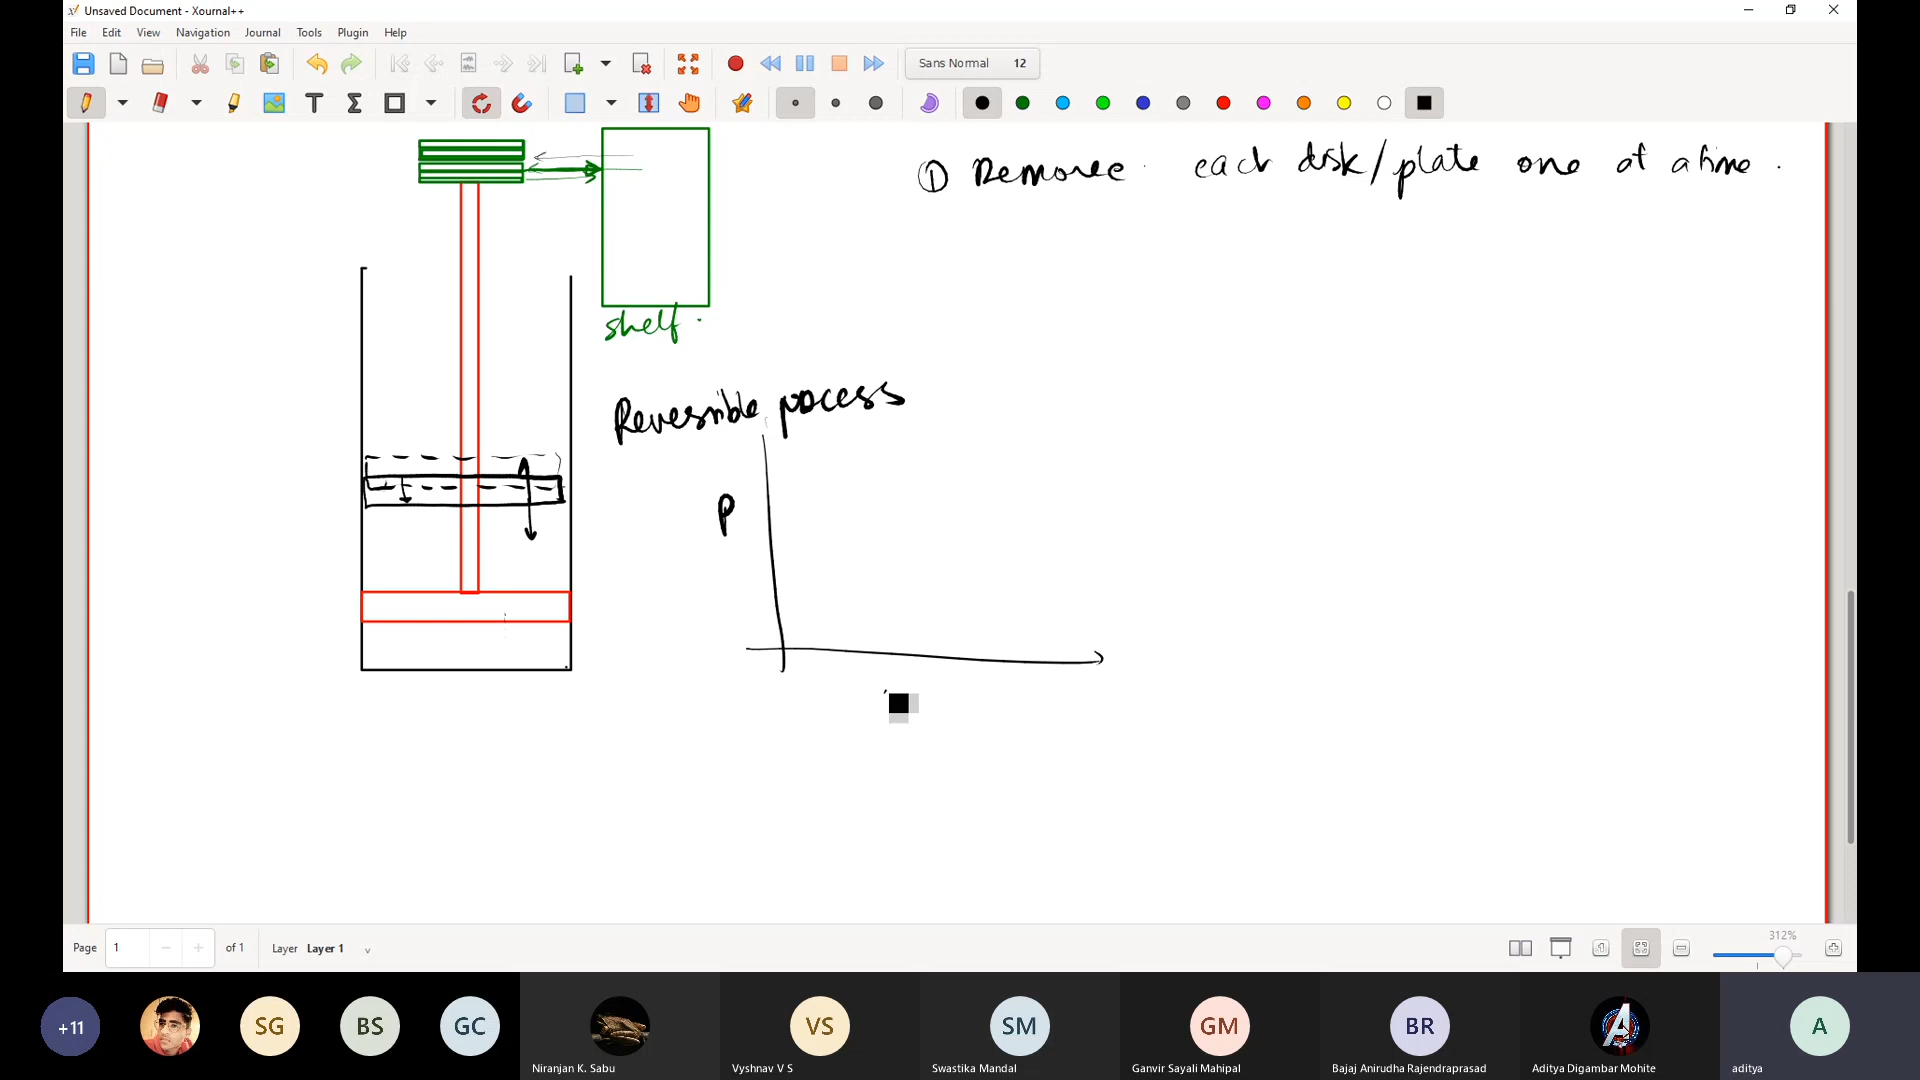 Unsaved Document - Xournal++
File Edit View Navigation Journal Tools Plugin Help
Sans Normal 12
① Remove each disk/plate one at a time.
shelf.
Reversible process
P
Page 1 of 1 Layer Layer 1
312%
+11 SG BS GC VS SM GM BR A
Niranjan K. Sabu Vyshnav V S Swastika Mandal Ganvir Sayali Mahipal Bajaj Anirudha Rajendraprasad Aditya Digambar Mohite aditya